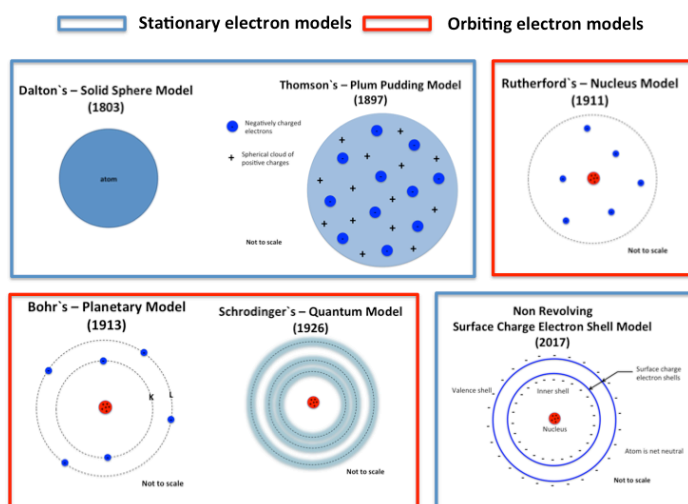 Stationary electron models
Orbiting electron models
Dalton`s – Solid Sphere Model
(1803)
atom
Thomson`s – Plum Pudding Model
(1897)
Negatively charged
electrons
+ Spherical cloud of
positive charges
Not to scale
Rutherford`s – Nucleus Model
(1911)
Not to scale
Bohr`s – Planetary Model
(1913)
K
L
Not to scale
Schrodinger`s – Quantum Model
(1926)
Not to scale
Non Revolving
Surface Charge Electron Shell Model
(2017)
Surface charge
electron shells
Valence shell
Inner shell
Nucleus
Atom is net neutral
Not to scale